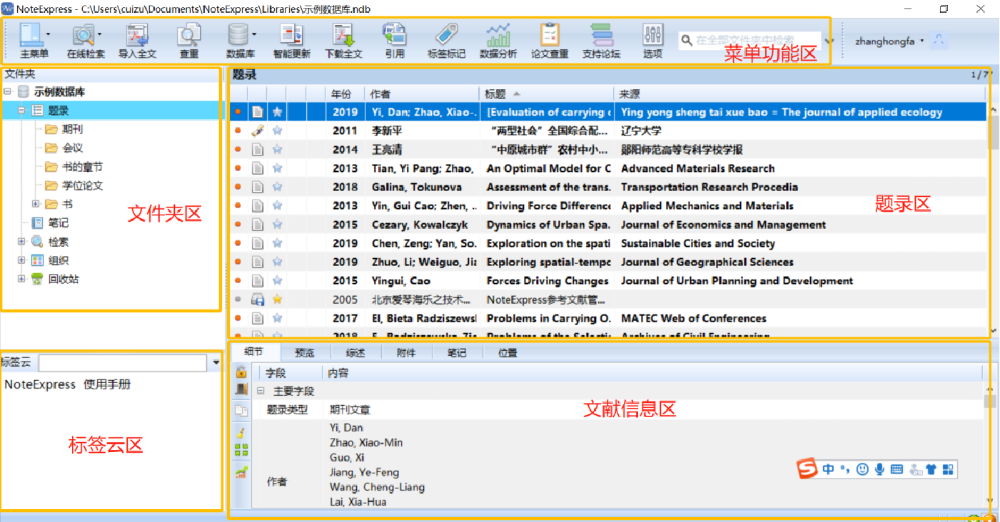 NoteExpress - C:\Users\cuizu\Documents\NoteExpress\Libraries\示例数据库.ndb
主菜单 在线检索 导入全文 查重 数据库 智能更新 下载全文 引用 标签标记 数据分析 论文查重 支持论坛 选项 在全部文件夹中检索 zhanghongfa
菜单功能区
文件夹
示例数据库
题录
期刊
会议
书的章节
学位论文
书
笔记
检索
组织
回收站
文件夹区
标签云
NoteExpress 使用手册
标签云区
题录 1/7
年份 作者 标题 来源
2019 Yi, Dan; Zhao, Xiao-. [Evaluation of carrying Ying yong sheng tai xue bao = The journal of applied ecology
2011 李新平 “两型社会”全国综合配... 辽宁大学
2014 王亮清 “中原城市群”农村中小... 郧阳师范高等专科学校学报
2013 Tian, Yi Pang; Zhao, An Optimal Model for C Advanced Materials Research
2018 Galina, Tokunova Assessment of the trans. Transportation Research Procedia
2013 Yin, Gui Cao; Zhen, .. Driving Force Difference Applied Mechanics and Materials
2015 Cezary, Kowalczyk Dynamics of Urban Spa. Journal of Economics and Management
2019 Chen, Zeng; Yan, So. Exploration on the spati Sustainable Cities and Society
2019 Zhuo, Li; Weiguo, Jia Exploring spatial-tempo Journal of Geographical Sciences
2015 Yingui, Cao Forces Driving Changes Journal of Urban Planning and Development
2005 北京爱琴海乐之技术... NoteExpress参考文献管...
2017 El, Bieta Radziszewsl Problems in Carrying O. MATEC Web of Conferences
2018 Problems of the Selecti Archives of Civil Engineering
题录区
细节 预览 综述 附件 笔记 位置
字段 内容
主要字段
题录类型 期刊文章
作者
Yi, Dan
Zhao, Xiao-Min
Guo, Xi
Jiang, Ye-Feng
Wang, Cheng-Liang
Lai, Xia-Hua
文献信息区
S 中